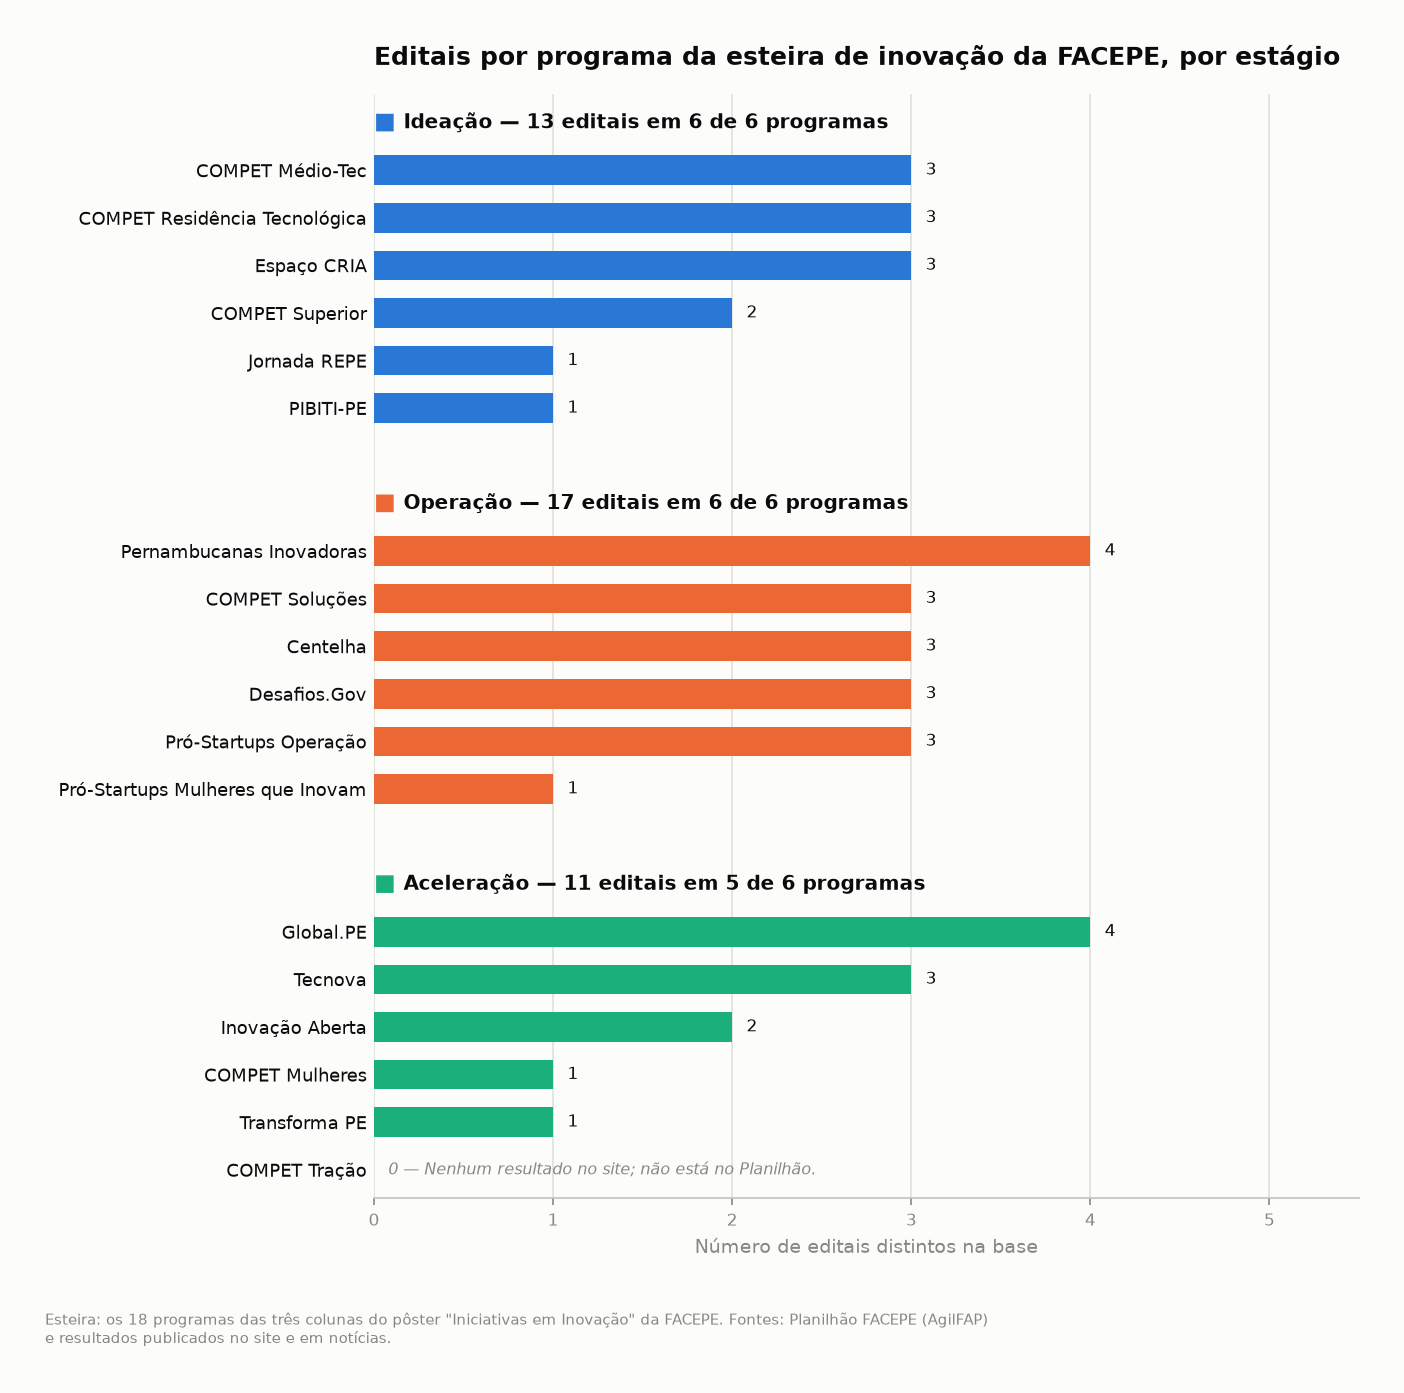 Editais por programa da esteira de inovação da FACEPE, por estágio
Ideação — 13 editais em 6 de 6 programas
COMPET Médio-Tec 3
COMPET Residência Tecnológica 3
Espaço CRIA 3
COMPET Superior 2
Jornada REPE 1
PIBITI-PE 1
Operação — 17 editais em 6 de 6 programas
Pernambucanas Inovadoras 4
COMPET Soluções 3
Centelha 3
Desafios.Gov 3
Pró-Startups Operação 3
Pró-Startups Mulheres que Inovam 1
Aceleração — 11 editais em 5 de 6 programas
Global.PE 4
Tecnova 3
Inovação Aberta 2
COMPET Mulheres 1
Transforma PE 1
COMPET Tração 0 — Nenhum resultado no site; não está no Planilhão.
0 1 2 3 4 5
Número de editais distintos na base
Esteira: os 18 programas das três colunas do pôster "Iniciativas em Inovação" da FACEPE. Fontes: Planilhão FACEPE (AgilFAP)
e resultados publicados no site e em notícias.